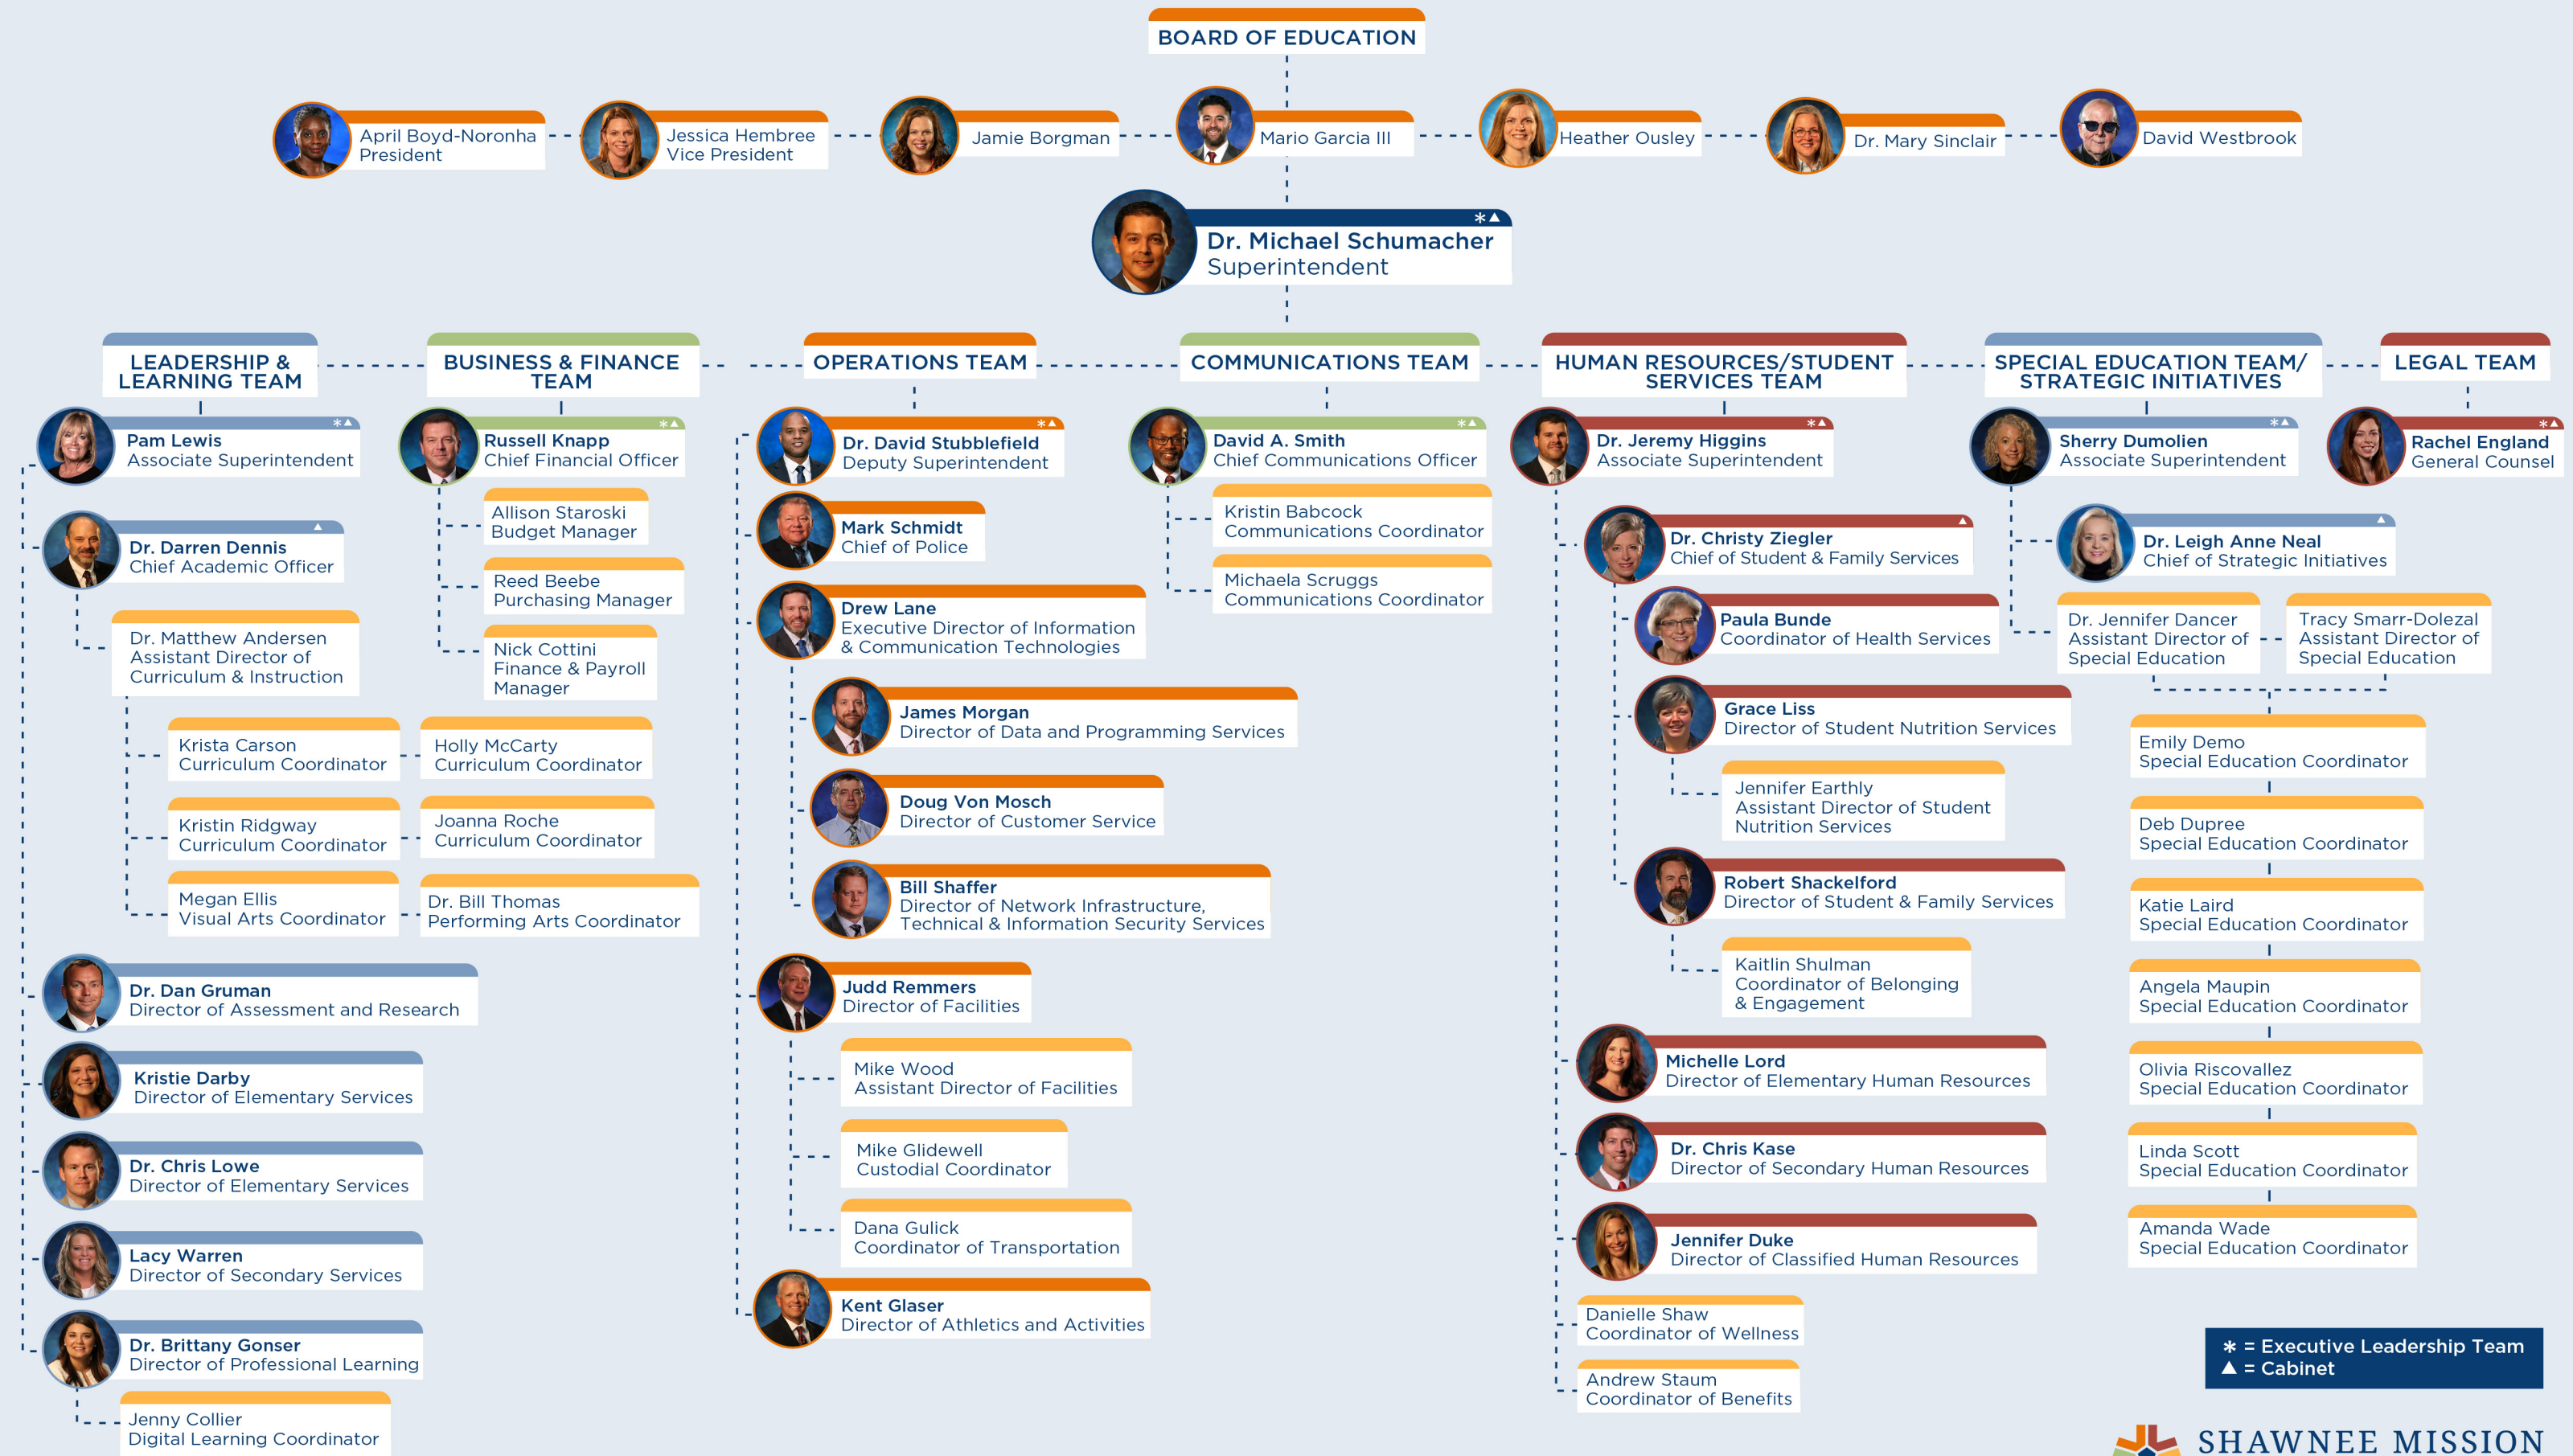 BOARD OF EDUCATION
April Boyd-Noronha
President
Jessica Hembree
Vice President
Jamie Borgman
Mario Garcia III
Heather Ousley
Dr. Mary Sinclair
David Westbrook
*▲
Dr. Michael Schumacher
Superintendent
LEADERSHIP &
LEARNING TEAM
*▲
Pam Lewis
Associate Superintendent
▲
Dr. Darren Dennis
Chief Academic Officer
Dr. Matthew Andersen
Assistant Director of
Curriculum & Instruction
Krista Carson
Curriculum Coordinator
Holly McCarty
Curriculum Coordinator
Kristin Ridgway
Curriculum Coordinator
Joanna Roche
Curriculum Coordinator
Megan Ellis
Visual Arts Coordinator
Dr. Bill Thomas
Performing Arts Coordinator
Dr. Dan Gruman
Director of Assessment and Research
Kristie Darby
Director of Elementary Services
Dr. Chris Lowe
Director of Elementary Services
Lacy Warren
Director of Secondary Services
Dr. Brittany Gonser
Director of Professional Learning
Jenny Collier
Digital Learning Coordinator
BUSINESS & FINANCE
TEAM
*▲
Russell Knapp
Chief Financial Officer
Allison Staroski
Budget Manager
Reed Beebe
Purchasing Manager
Nick Cottini
Finance & Payroll
Manager
OPERATIONS TEAM
*▲
Dr. David Stubblefield
Deputy Superintendent
Mark Schmidt
Chief of Police
Drew Lane
Executive Director of Information
& Communication Technologies
James Morgan
Director of Data and Programming Services
Doug Von Mosch
Director of Customer Service
Bill Shaffer
Director of Network Infrastructure,
Technical & Information Security Services
Judd Remmers
Director of Facilities
Mike Wood
Assistant Director of Facilities
Mike Glidewell
Custodial Coordinator
Dana Gulick
Coordinator of Transportation
Kent Glaser
Director of Athletics and Activities
COMMUNICATIONS TEAM
*▲
David A. Smith
Chief Communications Officer
Kristin Babcock
Communications Coordinator
Michaela Scruggs
Communications Coordinator
HUMAN RESOURCES/STUDENT
SERVICES TEAM
*▲
Dr. Jeremy Higgins
Associate Superintendent
▲
Dr. Christy Ziegler
Chief of Student & Family Services
Paula Bunde
Coordinator of Health Services
Grace Liss
Director of Student Nutrition Services
Jennifer Earthly
Assistant Director of Student
Nutrition Services
Robert Shackelford
Director of Student & Family Services
Kaitlin Shulman
Coordinator of Belonging
& Engagement
Michelle Lord
Director of Elementary Human Resources
Dr. Chris Kase
Director of Secondary Human Resources
Jennifer Duke
Director of Classified Human Resources
Danielle Shaw
Coordinator of Wellness
Andrew Staum
Coordinator of Benefits
SPECIAL EDUCATION TEAM/
STRATEGIC INITIATIVES
*▲
Sherry Dumolien
Associate Superintendent
▲
Dr. Leigh Anne Neal
Chief of Strategic Initiatives
Dr. Jennifer Dancer
Assistant Director of
Special Education
Tracy Smarr-Dolezal
Assistant Director of
Special Education
Emily Demo
Special Education Coordinator
Deb Dupree
Special Education Coordinator
Katie Laird
Special Education Coordinator
Angela Maupin
Special Education Coordinator
Olivia Riscovallez
Special Education Coordinator
Linda Scott
Special Education Coordinator
Amanda Wade
Special Education Coordinator
LEGAL TEAM
*▲
Rachel England
General Counsel
* = Executive Leadership Team
▲ = Cabinet
SHAWNEE MISSION